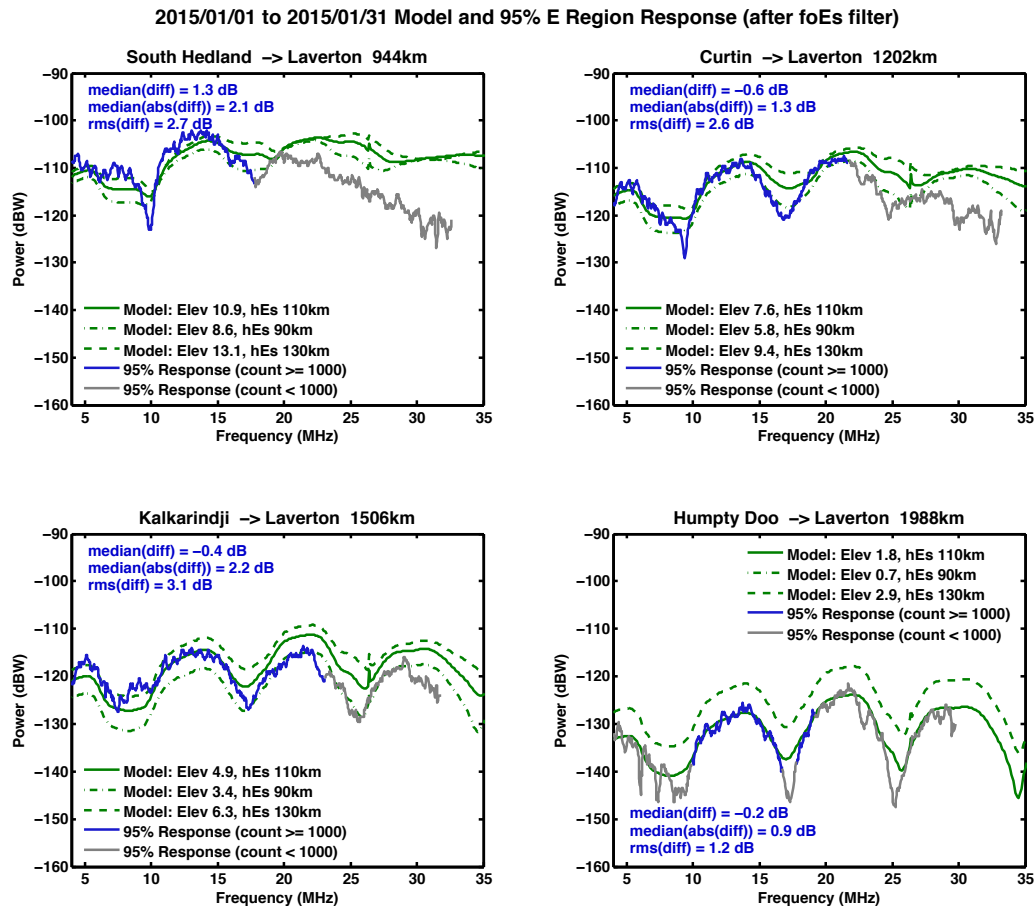 2015/01/01 to 2015/01/31 Model and 95% E Region Response (after foEs filter)
South Hedland −> Laverton 944km
median(diff) = 1.3 dB
median(abs(diff)) = 2.1 dB
rms(diff) = 2.7 dB
Model: Elev 10.9, hEs 110km
Model: Elev 8.6, hEs 90km
Model: Elev 13.1, hEs 130km
95% Response (count >= 1000)
95% Response (count < 1000)
Power (dBW)
−90
−100
−110
−120
−130
−140
−150
−160
5 10 15 20 25 30 35
Frequency (MHz)
Curtin −> Laverton 1202km
median(diff) = −0.6 dB
median(abs(diff)) = 1.3 dB
rms(diff) = 2.6 dB
Model: Elev 7.6, hEs 110km
Model: Elev 5.8, hEs 90km
Model: Elev 9.4, hEs 130km
95% Response (count >= 1000)
95% Response (count < 1000)
Power (dBW)
−90
−100
−110
−120
−130
−140
−150
−160
5 10 15 20 25 30 35
Frequency (MHz)
Kalkarindji −> Laverton 1506km
median(diff) = −0.4 dB
median(abs(diff)) = 2.2 dB
rms(diff) = 3.1 dB
Model: Elev 4.9, hEs 110km
Model: Elev 3.4, hEs 90km
Model: Elev 6.3, hEs 130km
95% Response (count >= 1000)
95% Response (count < 1000)
Power (dBW)
−90
−100
−110
−120
−130
−140
−150
−160
5 10 15 20 25 30 35
Frequency (MHz)
Humpty Doo −> Laverton 1988km
Model: Elev 1.8, hEs 110km
Model: Elev 0.7, hEs 90km
Model: Elev 2.9, hEs 130km
95% Response (count >= 1000)
95% Response (count < 1000)
median(diff) = −0.2 dB
median(abs(diff)) = 0.9 dB
rms(diff) = 1.2 dB
Power (dBW)
−90
−100
−110
−120
−130
−140
−150
−160
5 10 15 20 25 30 35
Frequency (MHz)